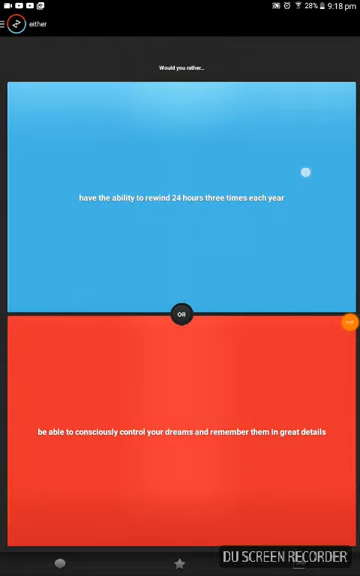 28% 9:18 pm
either
Would you rather...
have the ability to rewind 24 hours three times each year
OR
be able to consciously control your dreams and remember them in great details
DU SCREEN RECORDER